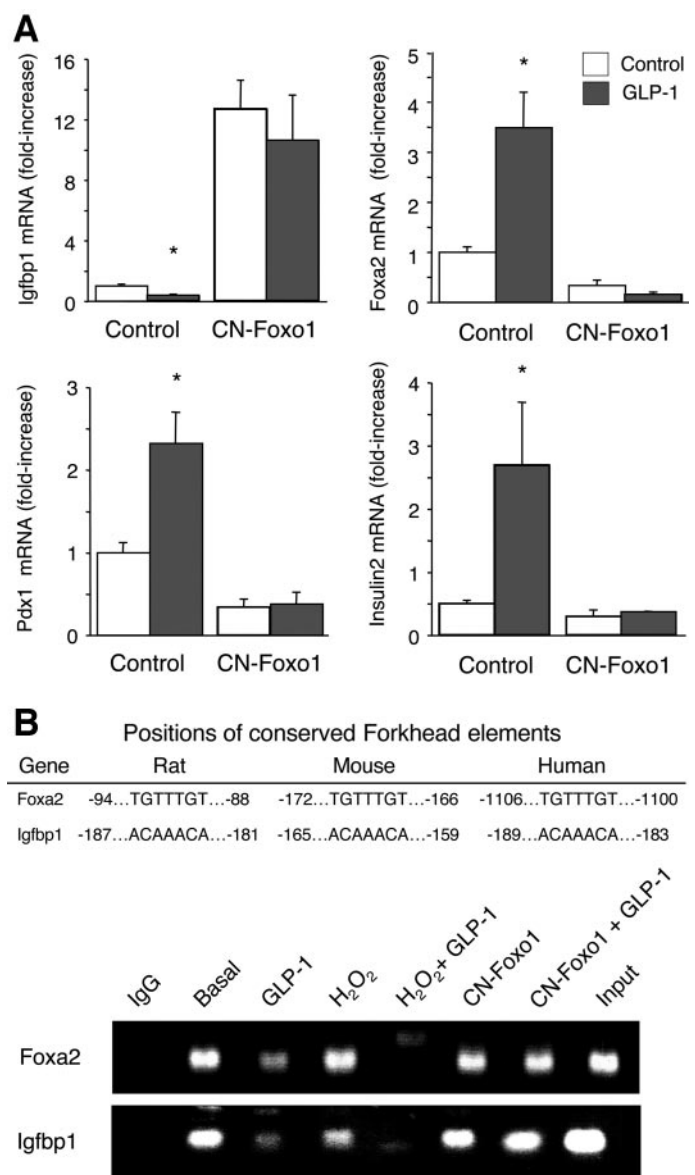 A
16
12
8
4
0
Igfbp1 mRNA (fold-increase)
*
Control
CN-Foxo1
5
4
3
2
1
0
Foxa2 mRNA (fold-increase)
*
Control
CN-Foxo1
Control
GLP-1
3
2
1
0
Pdx1 mRNA (fold-increase)
*
Control
CN-Foxo1
4
3
2
1
0
Insulin2 mRNA (fold-increase)
*
Control
CN-Foxo1
B
Positions of conserved Forkhead elements
Gene Rat Mouse Human
Foxa2 -94...TGTTTGT...-88 -172...TGTTTGT...-166 -1106...TGTTTGT...-1100
Igfbp1 -187...ACAAACA...-181 -165...ACAAACA...-159 -189...ACAAACA...-183
IgG Basal GLP-1 H₂O₂ H₂O₂+ GLP-1 CN-Foxo1 CN-Foxo1 + GLP-1 Input
Foxa2
Igfbp1